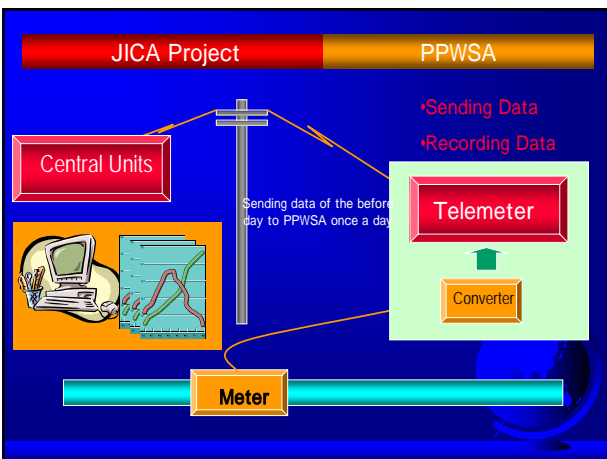 JICA Project
PPWSA
•Sending Data
•Recording Data
Central Units
Sending data of the before
day to PPWSA once a day
Telemeter
Converter
Meter